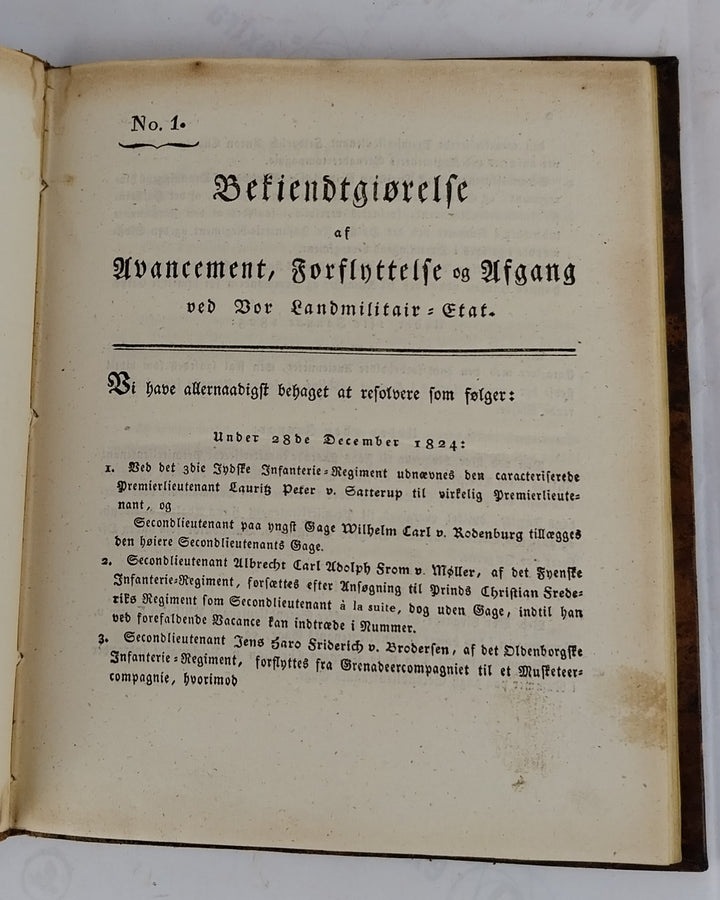 No. 1.
Bekiendtgiørelse
af
Avancement, Forflyttelse og Afgang
ved Vor Landmilitair=Etat.
Vi have allernaadigst behaget at resolvere som følger:
Under 28de December 1824:
1. Ved det 3die Jydske Infanterie=Regiment udnævnes den caracteriserede
Premierlieutenant Lauritz Peter v. Satterup til virkelig Premierlieute=
nant, og
Secondlieutenant paa yngst Gage Wilhelm Carl v. Rodenburg tillægges
den høiere Secondlieutenants Gage.
2. Secondlieutenant Albrecht Carl Adolph From v. Møller, af det Fyenske
Infanterie=Regiment, forsættes efter Ansøgning til Prinds Christian Frede=
riks Regiment som Secondlieutenant à la suite, dog uden Gage, indtil han
ved forefaldende Vacance kan indtræde i Nummer.
3. Secondlieutenant Jens Haro Friderich v. Brodersen, af det Oldenborgske
Infanterie=Regiment, forflyttes fra Grenadeercompagniet til et Musketeer=
compagnie, hvorimod